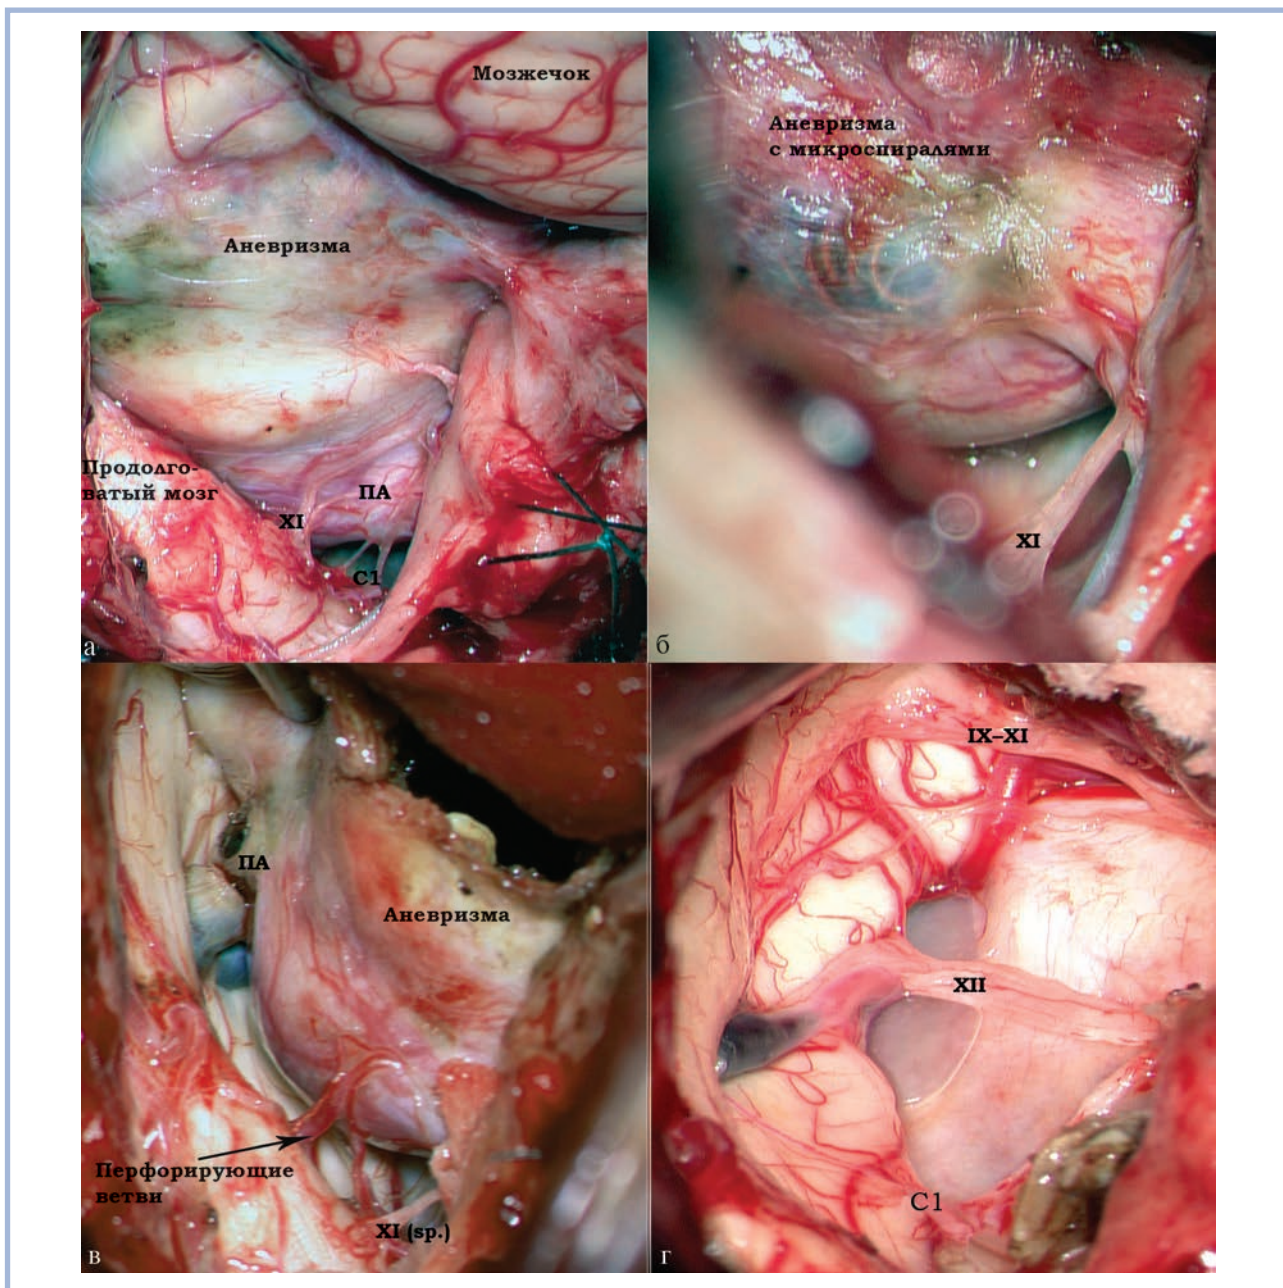 Мозжечок
Аневризма
Продолго-
ватый мозг
ПА
XI
C1
а
Аневризма
с микроспиралями
XI
б
ПА
Аневризма
Перфорирующие
ветви
XI (sp.)
в
IX–XI
XII
C1
г